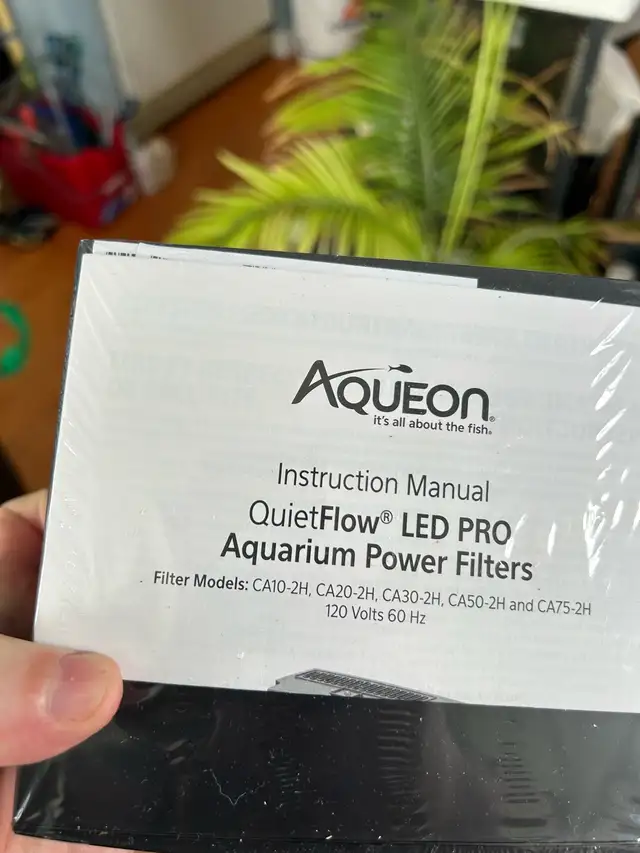 AQUEON®
it's all about the fish®
Instruction Manual
QuietFlow® LED PRO
Aquarium Power Filters
Filter Models: CA10-2H, CA20-2H, CA30-2H, CA50-2H and CA75-2H
120 Volts 60 Hz